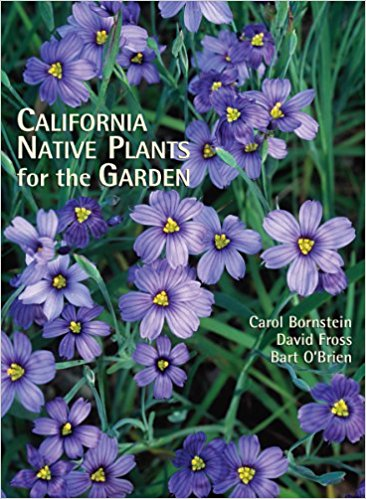 CALIFORNIA
NATIVE PLANTS
for the GARDEN
Carol Bornstein
David Fross
Bart O'Brien